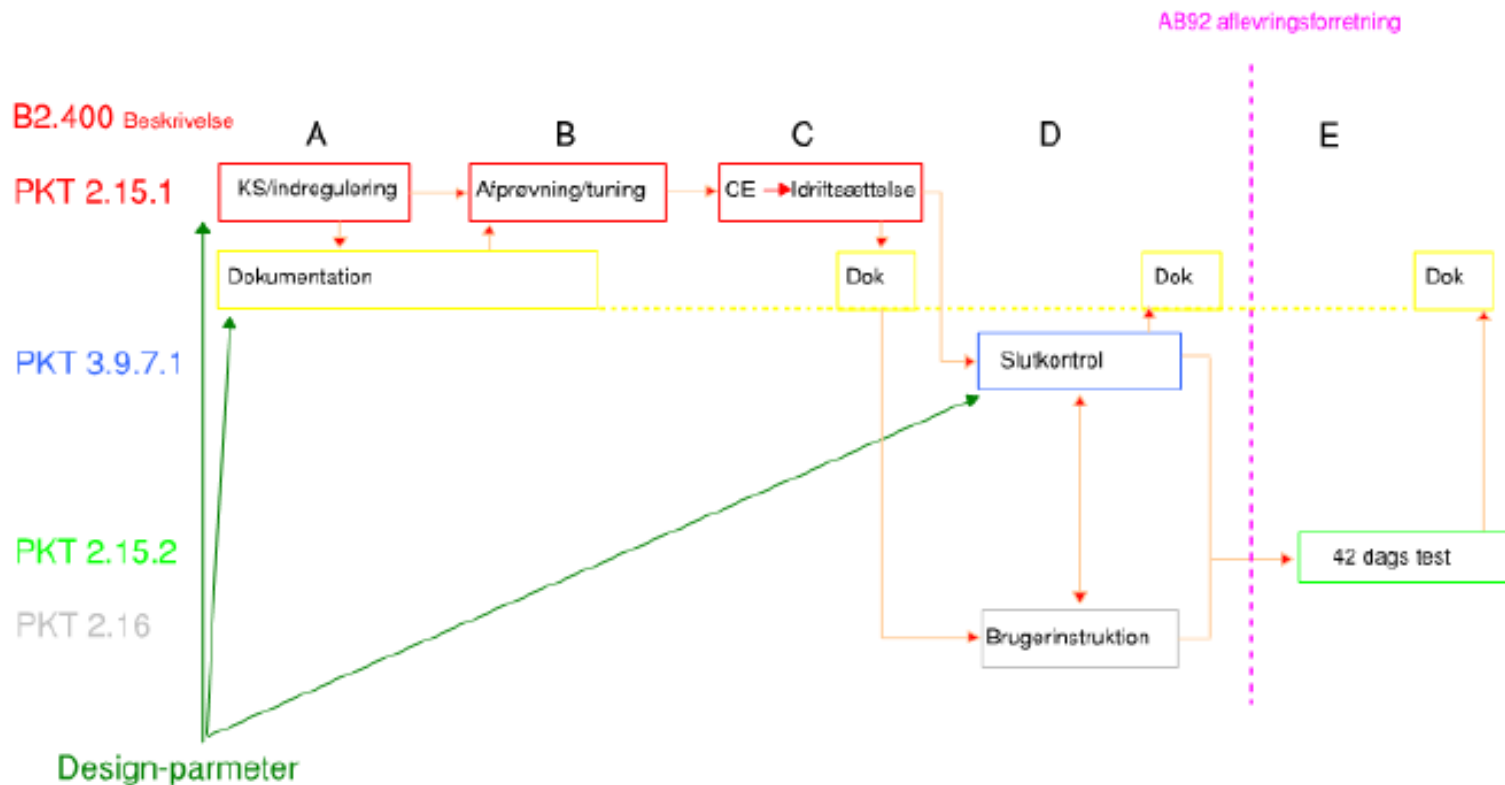 AB92 aflevringsforretning
B2.400 Beskrivelse
A
B
C
D
E
PKT 2.15.1
KS/indregulering
Afprøvning/tuning
CE
Idriftsættelse
Dokumentation
Dok
Dok
Dok
PKT 3.9.7.1
Slutkontrol
PKT 2.15.2
42 dags test
PKT 2.16
Brugerinstruktion
Design-parmeter